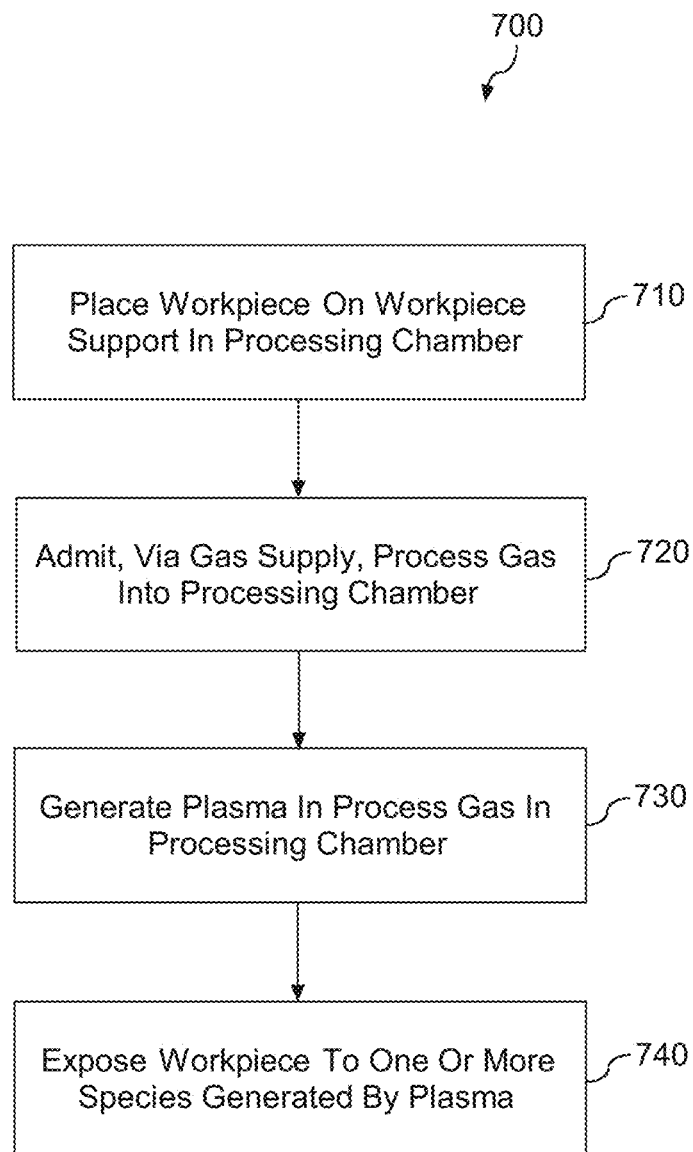 700
Place Workpiece On Workpiece
Support In Processing Chamber
710
Admit, Via Gas Supply, Process Gas
Into Processing Chamber
720
Generate Plasma In Process Gas In
Processing Chamber
730
Expose Workpiece To One Or More
Species Generated By Plasma
740